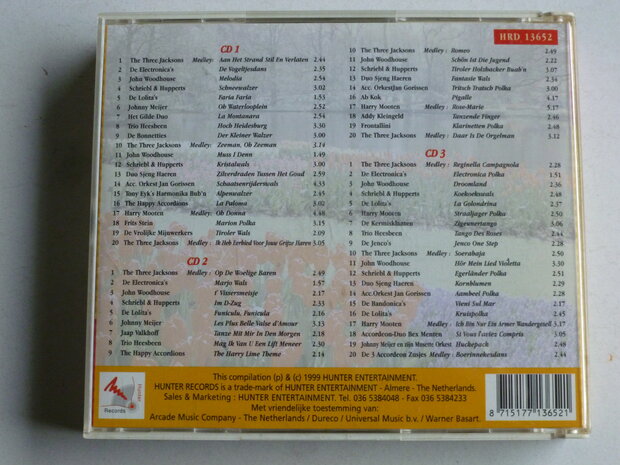 HRD 13652
CD 1
1 The Three Jacksons Medley: Aan Het Strand Stil En Verlaten 2.44
2 De Electronica's De Vogeltjesdans 2.35
3 John Woodhouse Melodia 2.54
4 Schriebl & Hupperts Schneewalzer 2.52
5 De Lolita's Faria Faria 2.53
6 Johnny Meijer Ob Waterlooplein 2.52
7 Het Gilde Duo La Montanara 2.54
8 Trio Heesbeen Hoch Heidesburg 3.00
9 De Bonnetties Der Kleiner Walzer 3.00
10 The Three Jacksons Medley: Zeeman, Ob Zeeman 3.14
11 John Woodhouse Muss I Denn 1.49
12 Schriebl & Hupperts Kristalwals 3.00
13 Duo Sjeng Haeren Zilverdraden Tussen Het Goud 2.59
14 Acc. Orkest Jan Gorissen Schaatsenrijderswals 2.33
15 Tony Eyk's Harmonika Bub'n Alpenwalzer 2.45
16 The Happy Accordions La Paloma 3.02
17 Harry Mooten Medley: Ob Donna 2.48
18 Frits Stein Marion Polka 3.15
19 De Vrolijke Mijnwerkers Tiroler Wals 2.09
20 The Three Jacksons Medley: Ik Heb Eerbied Voor Jouw Grijze Haren 3.05
CD 2
1 The Three Jacksons Medley: Op De Woelige Baren 2.49
2 De Electronica's Marjo Wals 2.57
3 John Woodhouse 't Vissersmeisje 2.17
4 Schriebl & Hupperts Im D-Zug 2.33
5 De Lolita's Funiculi, Funicula 2.16
6 Johnny Meijer Les Plus Belle Valse d'Amour 3.13
7 Jaap Valkhoff Tanze Mit Mir In Den Morgen 2.18
8 Trio Heesbeen Mag Ik Van U Een Lift Meneer 2.30
9 The Happy Accordions The Harry Lime Theme 2.14
10 The Three Jacksons Medley: Romeo 2.49
11 John Woodhouse Schön Ist Die Jugend 2.22
12 Schriebl & Hupperts Tiroler Holzhacker Buab'n 3.07
13 Duo Sjeng Haeren Fantasie Wals 2.34
14 Acc. OrkestJan Gorissen Tritsch Tratsch Polka 3.00
16 Ab Kok Pigalle 4.17
17 Harry Mooten Medley: Rose-Marie 5.17
18 Addy Kleingeld Tanzende Finger 2.46
19 Frontallini Klarinetten Polka 2.48
20 The Three Jacksons Medley: Daar Is De Orgelman 3.12
CD 3
1 The Three Jacksons Medley: Reginella Campagnola 2.28
2 De Electronica's Electronica Polka 1.51
3 John Woodhouse Droomland 2.36
4 Schriebl & Hupperts Koekoekwals 2.08
5 De Lolita's La Golondrina 2.57
6 Harry Mooten Straaljager Polka 2.50
7 De Kermisklanten Zigeunertango 3.06
8 Trio Heesbeen Tango Des Roses 2.44
9 De Jenco's Jenco One Step 2.28
10 The Three Jacksons Medley: Soerabaja 2.50
11 John Woodhouse Hör Mein Lied Violetta 3.30
12 Schriebl & Hupperts Egerländer Polka 2.51
13 Duo Sjeng Haeren Kornblumen 2.29
14 Acc.Orkest Jan Gorissen Amboss Polka 2.28
15 De Bandonica's Vieni Sul Mar 2.17
16 De Lolita's Kruispolka 2.45
17 Harry Mooten Medley: Ich Bin Nur Ein Armer Wandergesell 5.17
18 Accordeon-Duo Bex Menten Si Vous Partiez Compris 3.05
19 Johnny Meijer en zijn Musette Orkest Huckepack 2.48
20 De 3 Accordeon Zusjes Medley: Boerinnekesdans 2.44
Hunter Records
This compilation (p) & (c) 1999 HUNTER ENTERTAINMENT.
HUNTER RECORDS is a trade-mark of HUNTER ENTERTAINMENT - Almere - The Netherlands.
Sales & Marketing : HUNTER ENTERTAINMENT. Tel. 036 5384048 - Fax 036 5384233
Met vriendelijke toestemming van:
Arcade Music Company - The Netherlands / Dureco / Universal Music b.v. / Warner Basart.
8 715177 136521